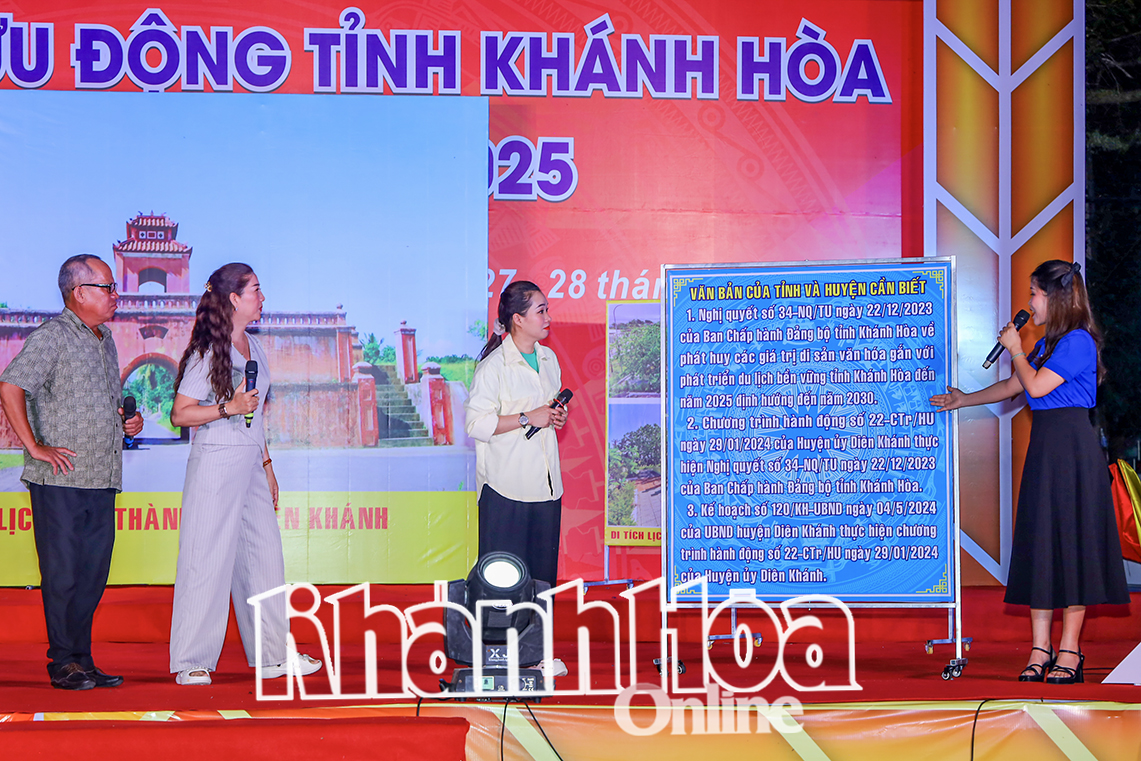 ƯU ĐỘNG TỈNH KHÁNH HÒA
2025
27 - 28 thán
LỊC THÀN IÊN KHÁNH
DI TÍCH LỊC
VĂN BẢN CỦA TỈNH VÀ HUYỆN CẦN BIẾT
1. Nghị quyết số 34-NQ/TU ngày 22/12/2023
của Ban Chấp hành Đảng bộ tỉnh Khánh Hòa về
phát huy các giá trị di sản văn hóa gắn với
phát triển du lịch bền vững tỉnh Khánh Hòa đến
năm 2025 định hướng đến năm 2030.
2. Chương trình hành động số 22-CTr/HU
ngày 29/01/2024 của Huyện ủy Diên Khánh thực
hiện Nghị quyết số 34-NQ/TU ngày 22/12/2023
của Ban Chấp hành Đảng bộ tỉnh Khánh Hòa.
3. Kế hoạch số 120/KH-UBND ngày 04/5/2024
của UBND huyện Diên Khánh thực hiện chương
trình hành động số 22-CTr/HU ngày 29/01/2024
của Huyện ủy Diên Khánh.
Khánh Hòa
Online